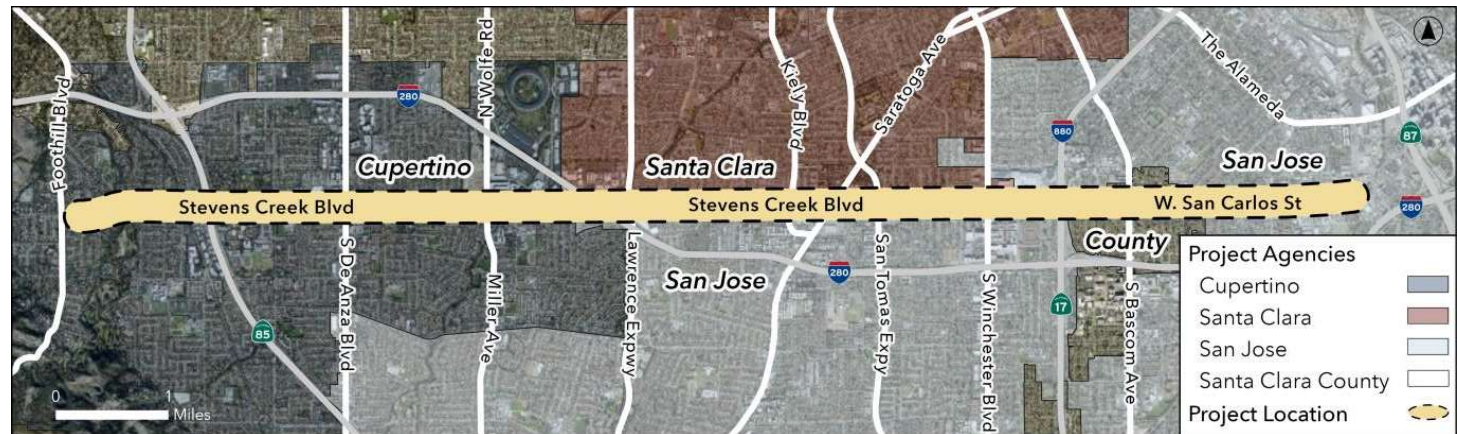 Foothill Blvd
85
S De Anza Blvd
N Wolfe Rd
Miller Ave
280
Cupertino
Stevens Creek Blvd
Santa Clara
Kiely Blvd
Saratoga Ave
Lawrence Expwy
San Jose
280
Stevens Creek Blvd
San Tomas Expy
S Winchester Blvd
880
17
S Bascom Ave
The Alameda
San Jose
87
W. San Carlos St
280
County
0 1
Miles
Project Agencies
Cupertino
Santa Clara
San Jose
Santa Clara County
Project Location